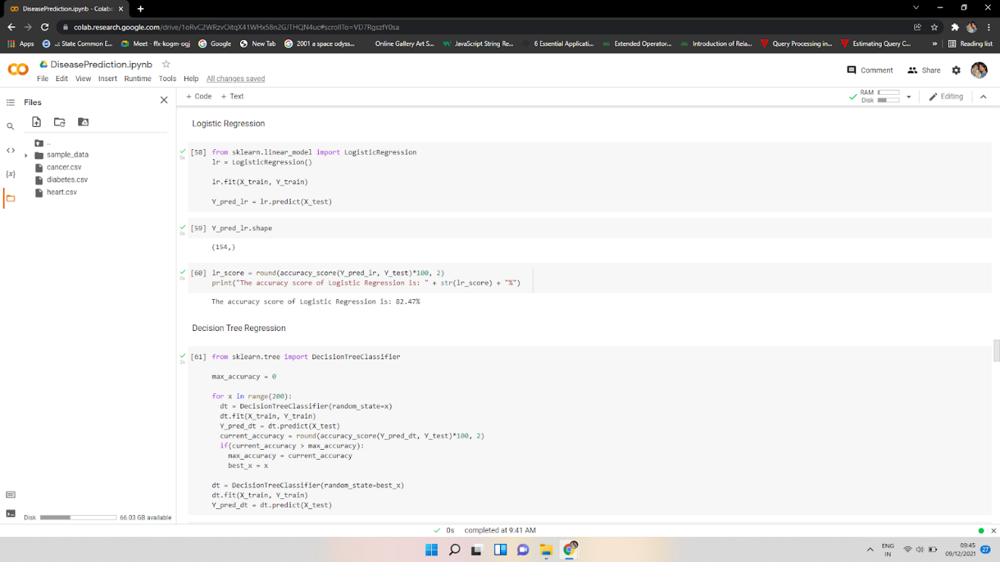 DiseasePrediction.ipynb - Colabo
colab.research.google.com/drive/1oRvC2WRzvOitqX41WHx58n2GJTHQN4uc#scrollTo=VD7RgszfY0sa
Apps ..: State Common E... Meet - ffx-kogm-ogj Google New Tab 2001 a space odyss... Online Gallery Art S... JavaScript String Re... 6 Essential Applicati... Extended Operator... Introduction of Rela... Query Processing in... Estimating Query C... » Reading list
CO DiseasePrediction.ipynb
File Edit View Insert Runtime Tools Help All changes saved
Comment Share
Files
+ Code + Text
RAM
Disk
Editing
..
sample_data
cancer.csv
diabetes.csv
heart.csv
{x}
Logistic Regression
[58] from sklearn.linear_model import LogisticRegression
0s
lr = LogisticRegression()
lr.fit(X_train, Y_train)
Y_pred_lr = lr.predict(X_test)
[59] Y_pred_lr.shape
0s
(154,)
[60] lr_score = round(accuracy_score(Y_pred_lr, Y_test)*100, 2)
0s
print("The accuracy score of Logistic Regression is: " + str(lr_score) + "%")
The accuracy score of Logistic Regression is: 82.47%
Decision Tree Regression
[61] from sklearn.tree import DecisionTreeClassifier
2s
max_accuracy = 0
for x in range(200):
dt = DecisionTreeClassifier(random_state=x)
dt.fit(X_train, Y_train)
Y_pred_dt = dt.predict(X_test)
current_accuracy = round(accuracy_score(Y_pred_dt, Y_test)*100, 2)
if(current_accuracy > max_accuracy):
max_accuracy = current_accuracy
best_x = x
dt = DecisionTreeClassifier(random_state=best_x)
dt.fit(X_train, Y_train)
Y_pred_dt = dt.predict(X_test)
Disk 66.03 GB available
0s completed at 9:41 AM
ENG
IN
09:45
09/12/2021
27